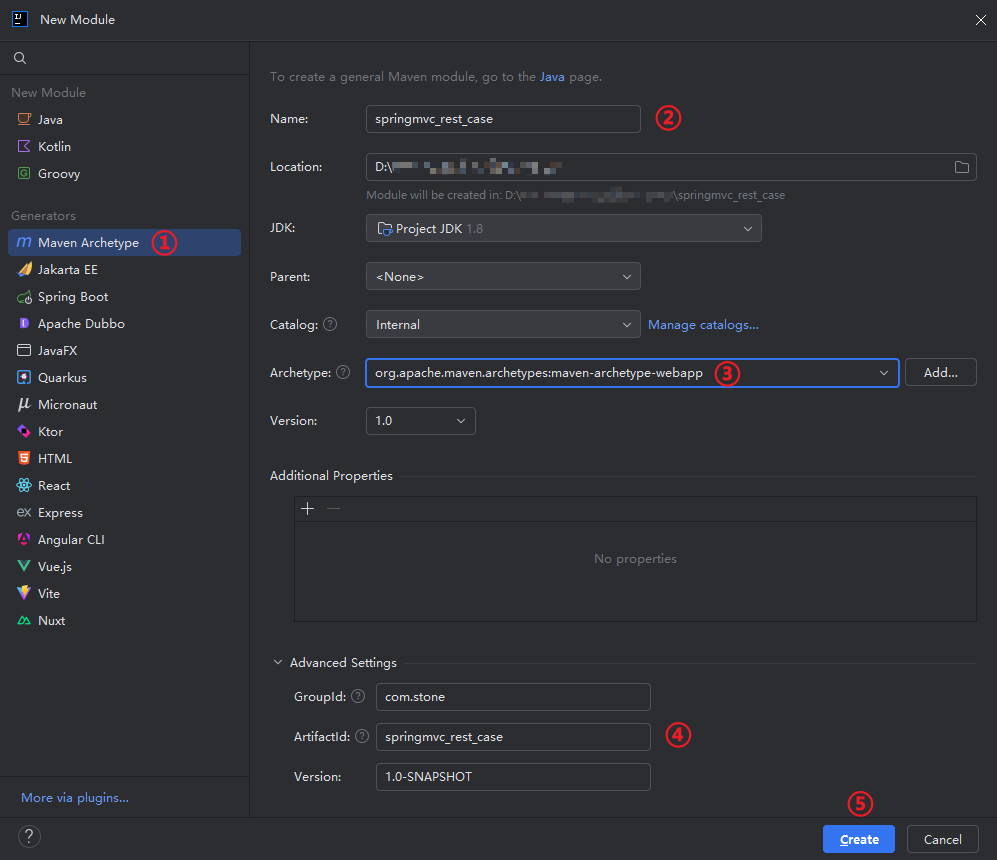 New Module
New Module
Java
Kotlin
Groovy
Generators
Maven Archetype ①
Jakarta EE
Spring Boot
Apache Dubbo
JavaFX
Quarkus
Micronaut
Ktor
HTML
React
ex Express
Angular CLI
Vue.js
Vite
Nuxt
More via plugins...
To create a general Maven module, go to the Java page.
Name: springmvc_rest_case ②
Location: D:\
Module will be created in: D:\ \springmvc_rest_case
JDK: Project JDK 1.8
Parent: <None>
Catalog: ? Internal Manage catalogs...
Archetype: ? org.apache.maven.archetypes:maven-archetype-webapp ③ Add...
Version: 1.0
Additional Properties
No properties
Advanced Settings
GroupId: ? com.stone
ArtifactId: ? springmvc_rest_case ④
Version: 1.0-SNAPSHOT
⑤
? Create Cancel